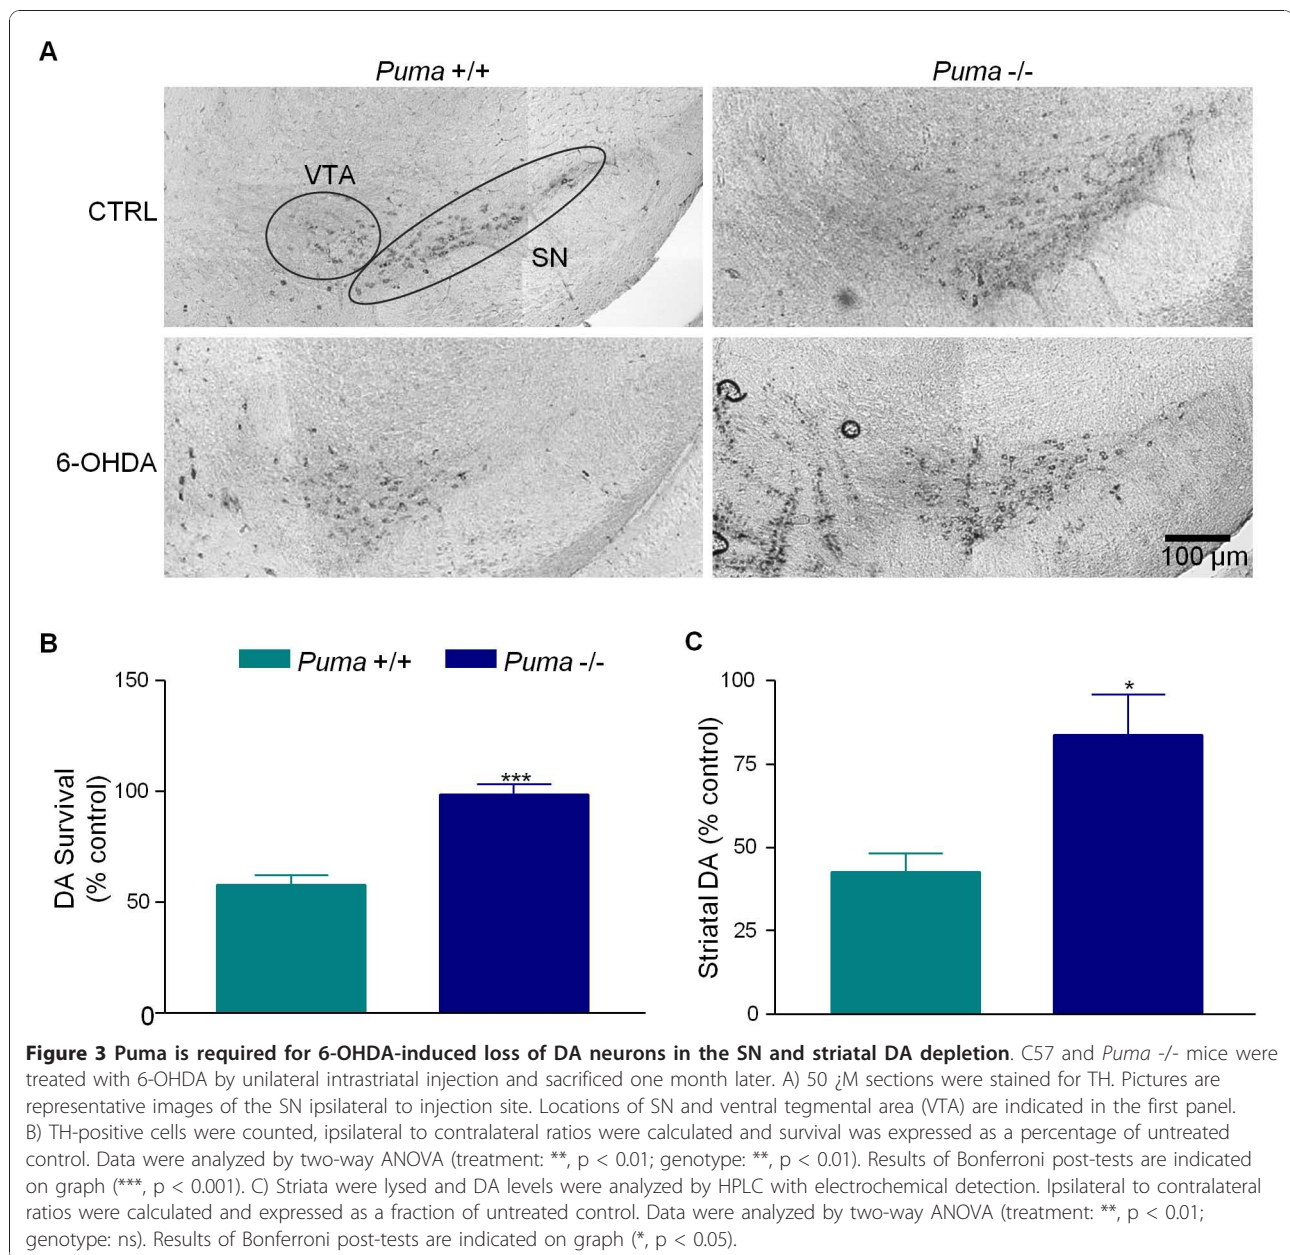 A
Puma +/+
Puma -/-
CTRL
VTA
SN
6-OHDA
100 µm
B
Puma +/+
Puma -/-
DA Survival
(% control)
150
100
50
0
***
C
Striatal DA (% control)
100
75
50
25
0
*
Figure 3 Puma is required for 6-OHDA-induced loss of DA neurons in the SN and striatal DA depletion. C57 and Puma -/- mice were
treated with 6-OHDA by unilateral intrastriatal injection and sacrificed one month later. A) 50 ¿M sections were stained for TH. Pictures are
representative images of the SN ipsilateral to injection site. Locations of SN and ventral tegmental area (VTA) are indicated in the first panel.
B) TH-positive cells were counted, ipsilateral to contralateral ratios were calculated and survival was expressed as a percentage of untreated
control. Data were analyzed by two-way ANOVA (treatment: **, p < 0.01; genotype: **, p < 0.01). Results of Bonferroni post-tests are indicated
on graph (***, p < 0.001). C) Striata were lysed and DA levels were analyzed by HPLC with electrochemical detection. Ipsilateral to contralateral
ratios were calculated and expressed as a fraction of untreated control. Data were analyzed by two-way ANOVA (treatment: **, p < 0.01;
genotype: ns). Results of Bonferroni post-tests are indicated on graph (*, p < 0.05).